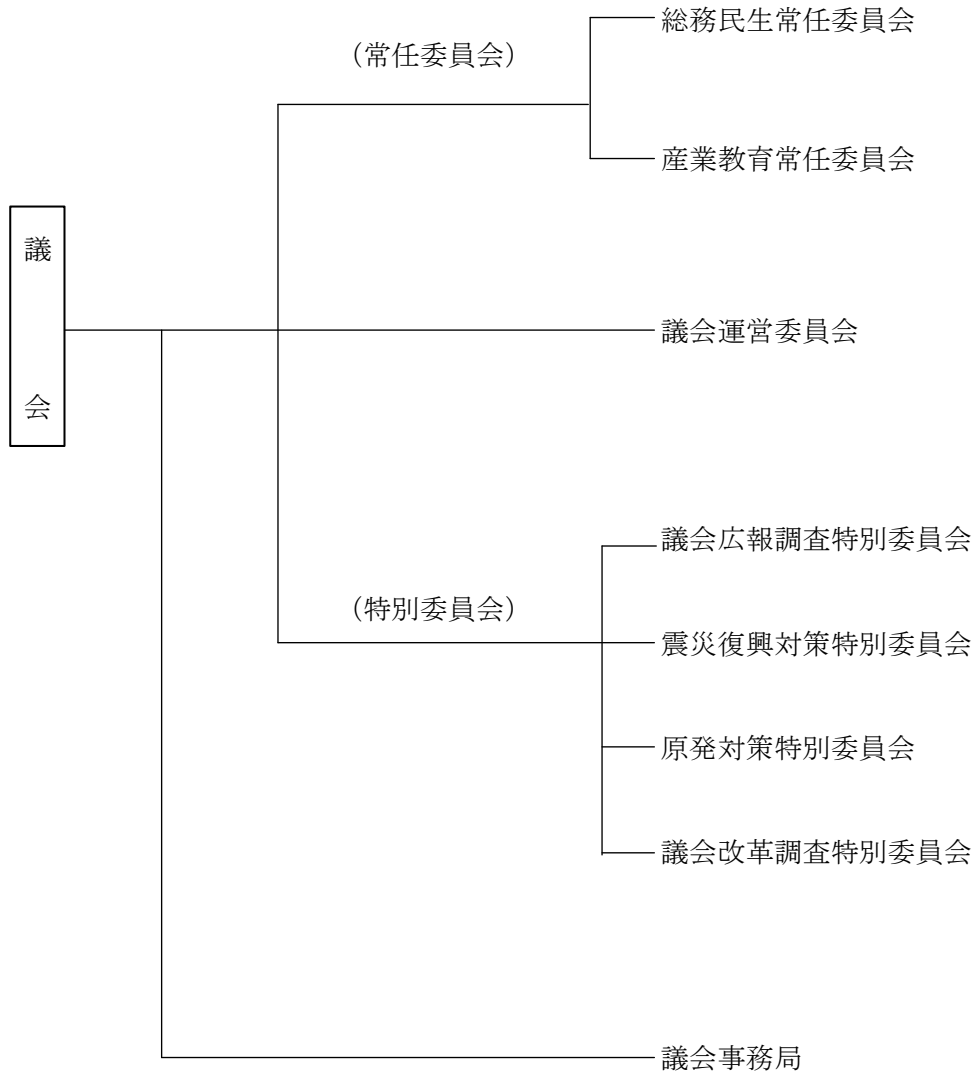 総務民生常任委員会
（常任委員会）
産業教育常任委員会
議会
議会運営委員会
議会広報調査特別委員会
（特別委員会）
震災復興対策特別委員会
原発対策特別委員会
議会改革調査特別委員会
議会事務局